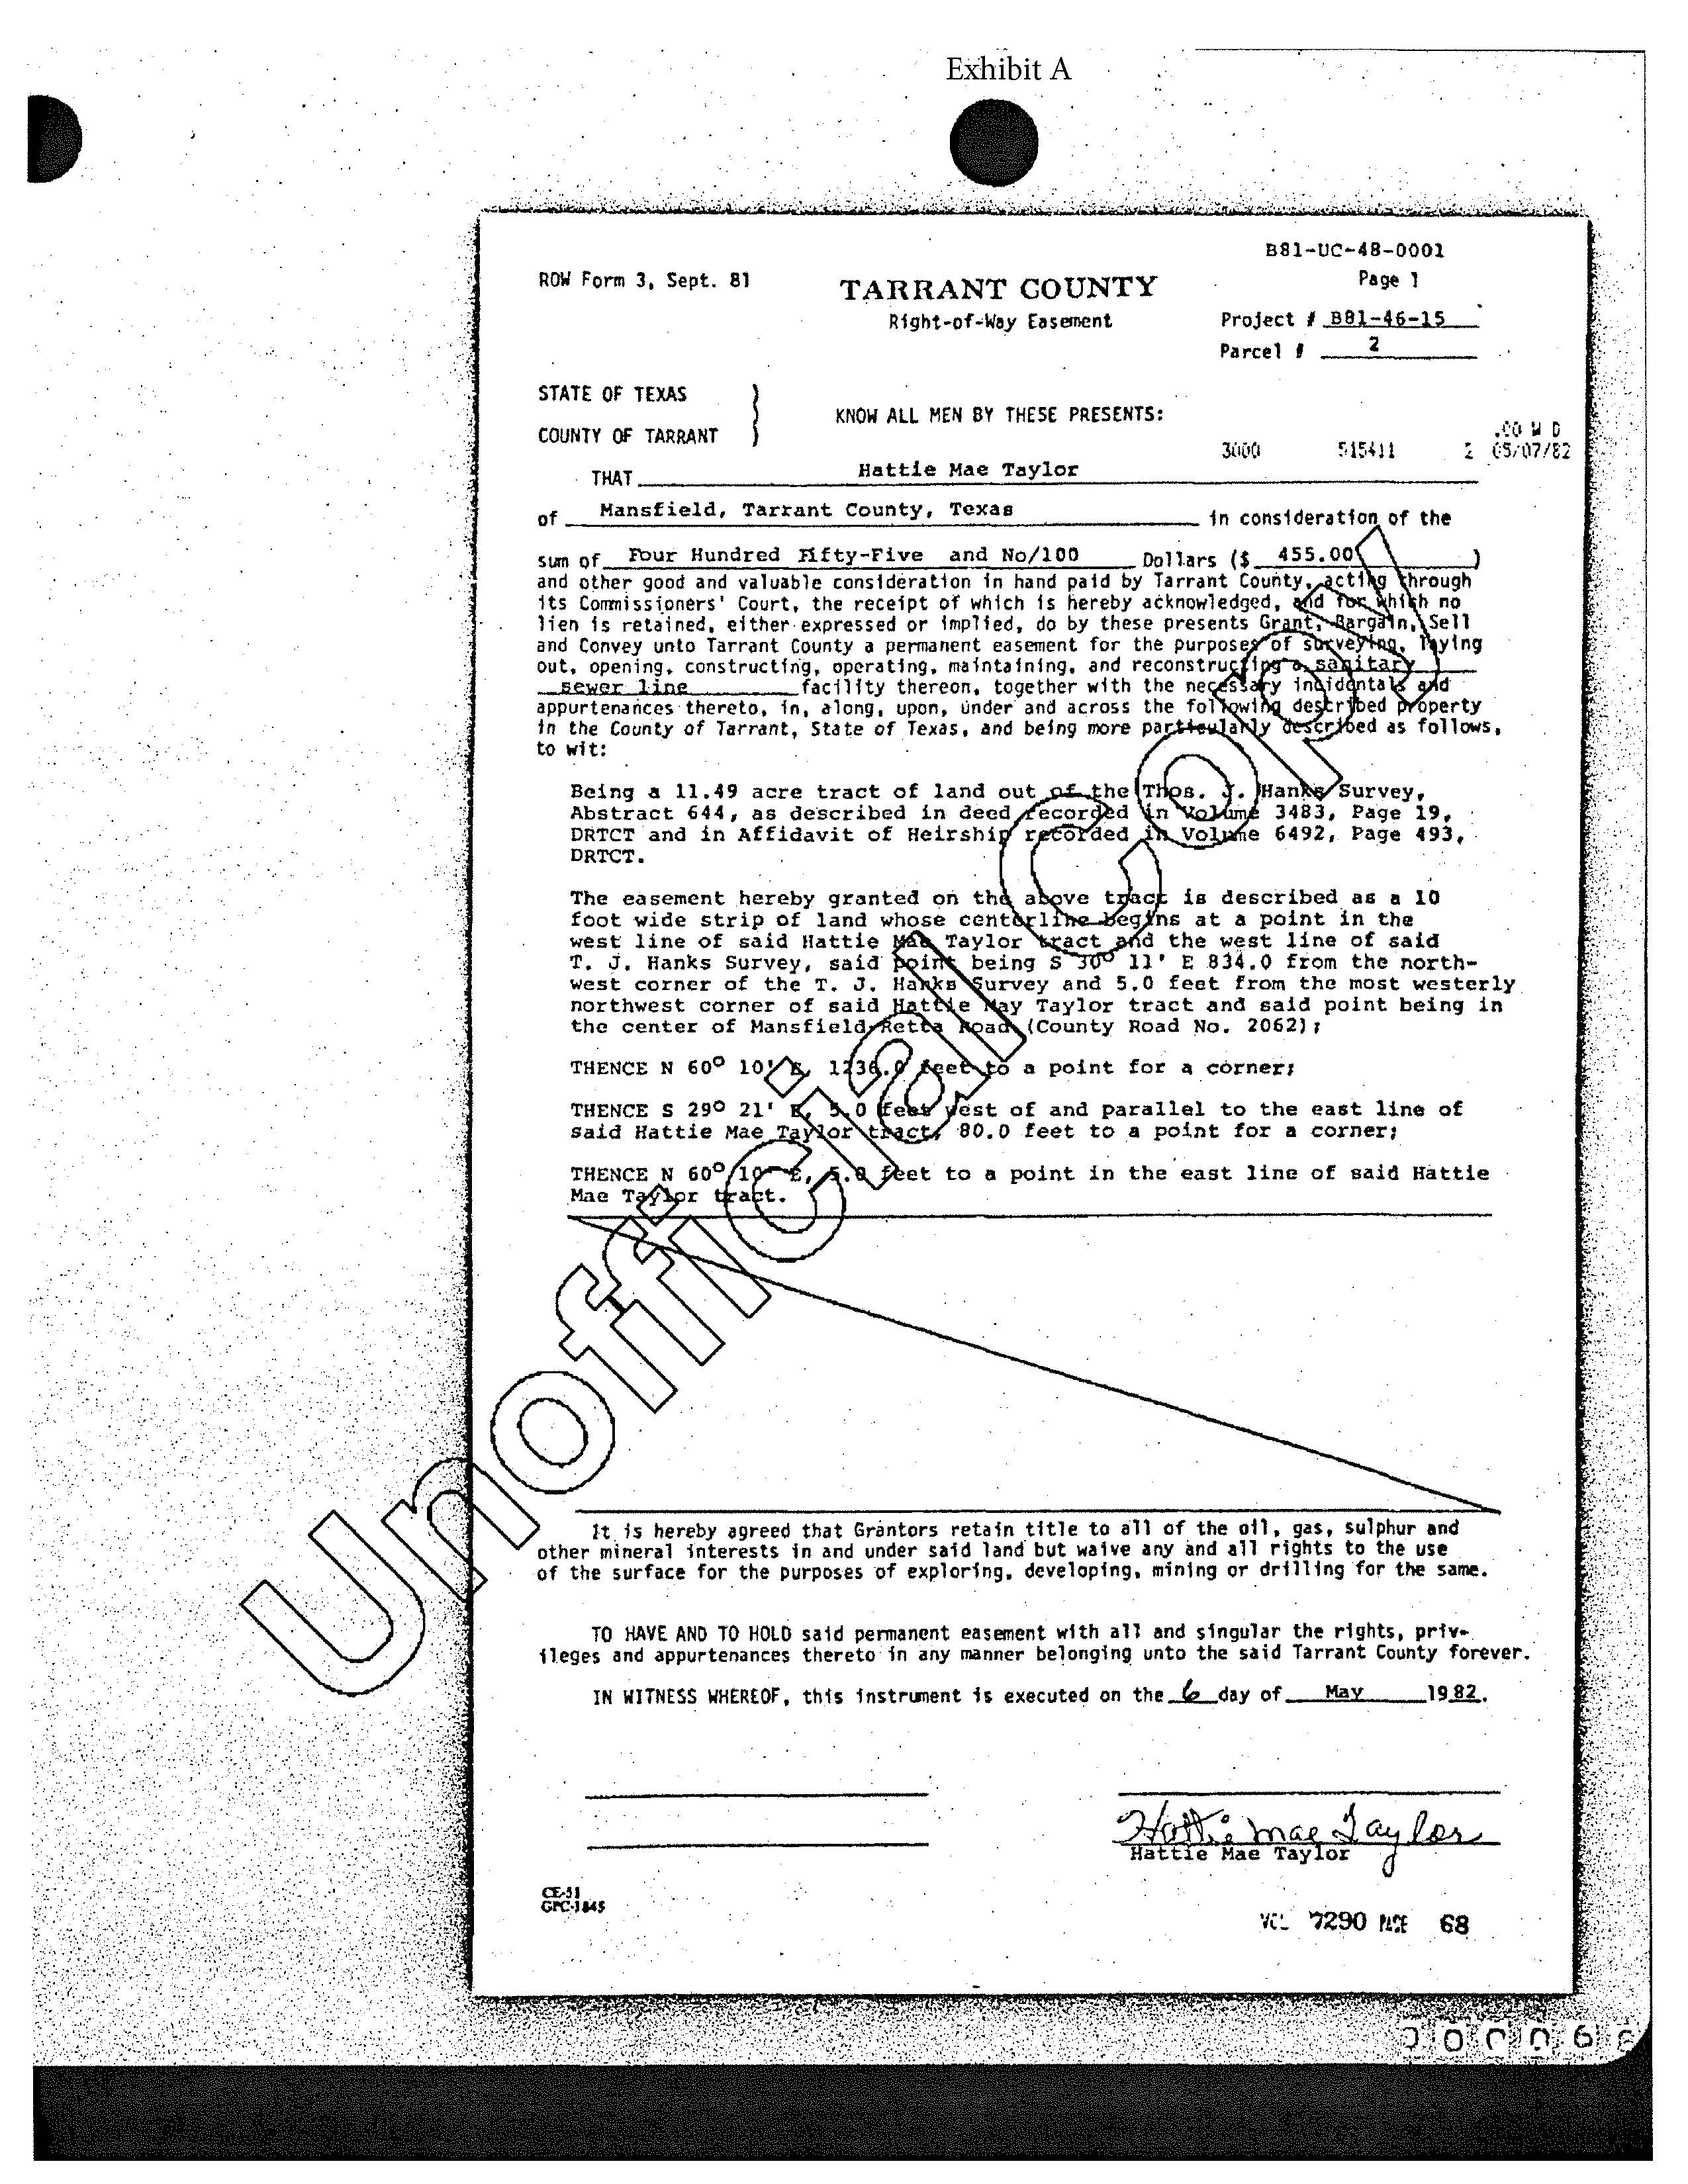 Exhibit A
B81-UC-48-0001
ROW Form 3, Sept. 81
TARRANT COUNTY
Page 1
Right-of-Way Easement
Project # B81-46-15
Parcel # 2
STATE OF TEXAS
KNOW ALL MEN BY THESE PRESENTS:
COUNTY OF TARRANT
.00 W D
3000 515411 2 05/07/82
THAT Hattie Mae Taylor
of Mansfield, Tarrant County, Texas in consideration of the
sum of Four Hundred Fifty-Five and No/100 Dollars ($ 455.00 )
and other good and valuable consideration in hand paid by Tarrant County, acting through
its Commissioners' Court, the receipt of which is hereby acknowledged, and for which no
lien is retained, either expressed or implied, do by these presents Grant, Bargain, Sell
and Convey unto Tarrant County a permanent easement for the purposes of surveying, laying
out, opening, constructing, operating, maintaining, and reconstructing a sanitary
sewer line facility thereon, together with the necessary incidentals and
appurtenances thereto, in, along, upon, under and across the following described property
in the County of Tarrant, State of Texas, and being more particularly described as follows,
to wit:
Being a 11.49 acre tract of land out of the Thos. J. Hanks Survey,
Abstract 644, as described in deed recorded in Volume 3483, Page 19,
DRTCT and in Affidavit of Heirship recorded in Volume 6492, Page 493,
DRTCT.
The easement hereby granted on the above tract is described as a 10
foot wide strip of land whose centerline begins at a point in the
west line of said Hattie Mae Taylor tract and the west line of said
T. J. Hanks Survey, said point being S 30° 11' E 834.0 from the north-
west corner of the T. J. Hanks Survey and 5.0 feet from the most westerly
northwest corner of said Hattie May Taylor tract and said point being in
the center of Mansfield-Retta Road (County Road No. 2062);
THENCE N 60° 10' E, 1236.0 feet to a point for a corner;
THENCE S 29° 21' E, 5.0 feet west of and parallel to the east line of
said Hattie Mae Taylor tract, 80.0 feet to a point for a corner;
THENCE N 60° 10' E, 5.0 feet to a point in the east line of said Hattie
Mae Taylor tract.
It is hereby agreed that Grantors retain title to all of the oil, gas, sulphur and
other mineral interests in and under said land but waive any and all rights to the use
of the surface for the purposes of exploring, developing, mining or drilling for the same.
TO HAVE AND TO HOLD said permanent easement with all and singular the rights, priv-
ileges and appurtenances thereto in any manner belonging unto the said Tarrant County forever.
IN WITNESS WHEREOF, this instrument is executed on the 6 day of May 1982.
Hattie Mae Taylor
Hattie Mae Taylor
CE-51
GPC-1845
VOL 7290 PAGE 68
Unofficial Copy